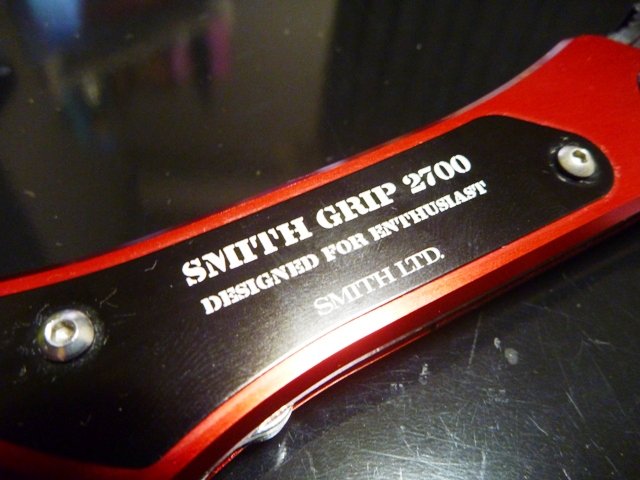 SMITH GRIP 2700
DESIGNED FOR ENTHUSIAST
SMITH LTD.